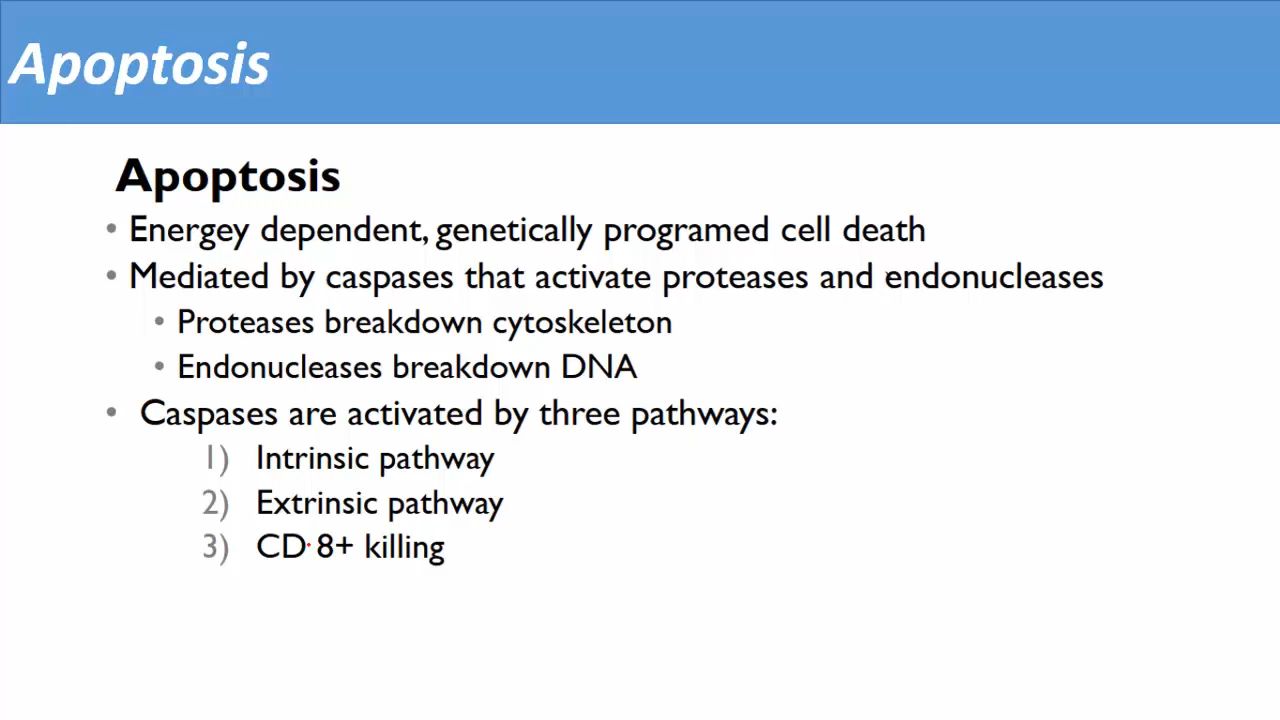 Apoptosis
Apoptosis
• Energey dependent, genetically programed cell death
• Mediated by caspases that activate proteases and endonucleases
• Proteases breakdown cytoskeleton
• Endonucleases breakdown DNA
• Caspases are activated by three pathways:
1) Intrinsic pathway
2) Extrinsic pathway
3) CD 8+ killing